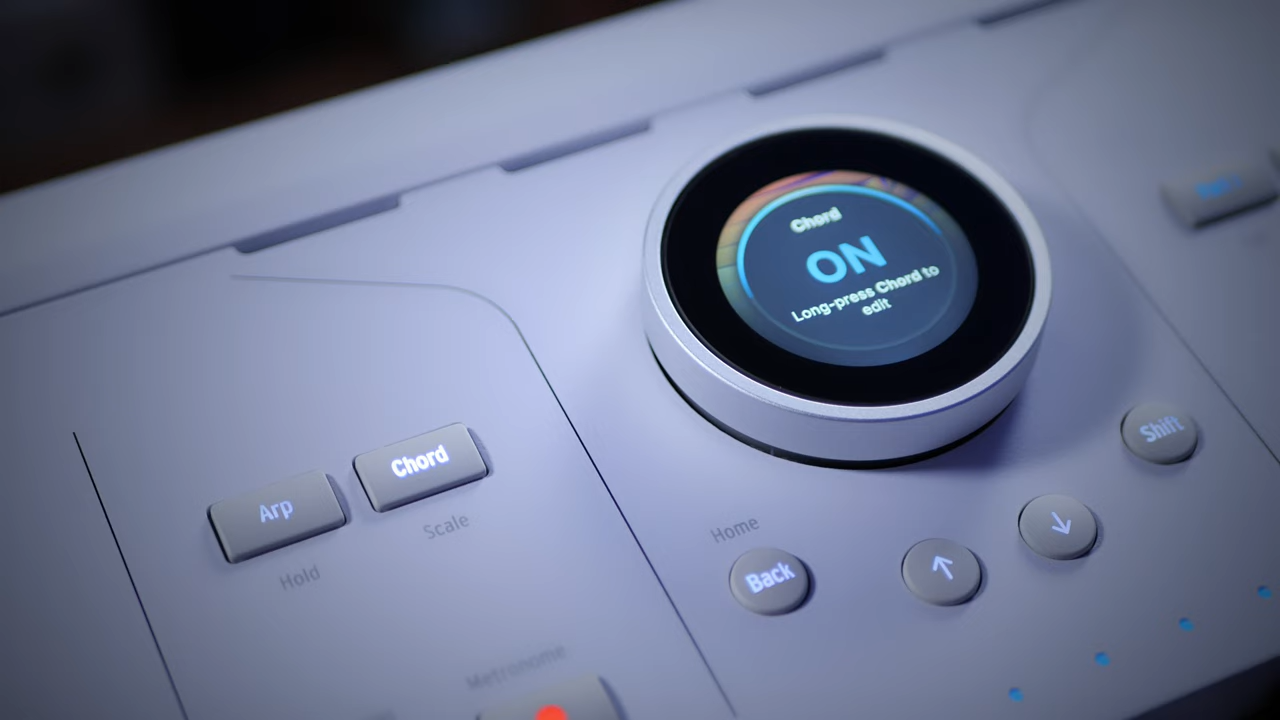 Chord
ON
Long-press Chord to
edit
Shift
Chord
Arp
Scale
Hold
Home
Back
Metronome